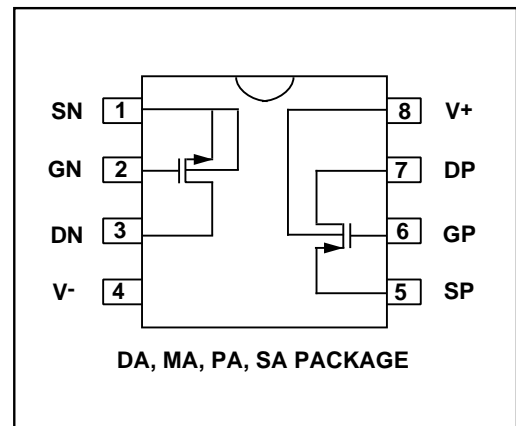 SN 1 8 V+
GN 2 7 DP
DN 3 6 GP
V- 4 5 SP
DA, MA, PA, SA PACKAGE